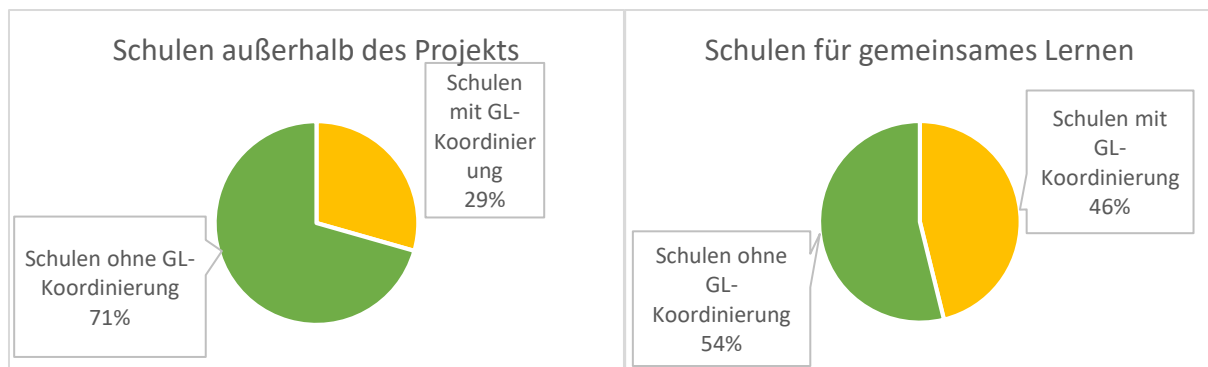 Schulen außerhalb des Projekts
Schulen
mit GL-
Koordinier
ung
29%
Schulen ohne GL-
Koordinierung
71%
Schulen für gemeinsames Lernen
Schulen mit
GL-
Koordinierung
46%
Schulen ohne
GL-
Koordinierung
54%